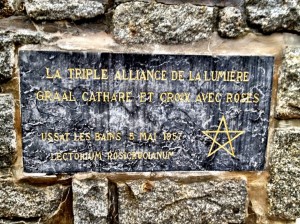 LA TRIPLE ALLIANCE DE LA LUMIÈRE
GRAAL CATHARE ET CROIX AVEC ROSES
USSAT LES BAINS 5 MAI 1957
LECTORIUM ROSICRUCIANUM